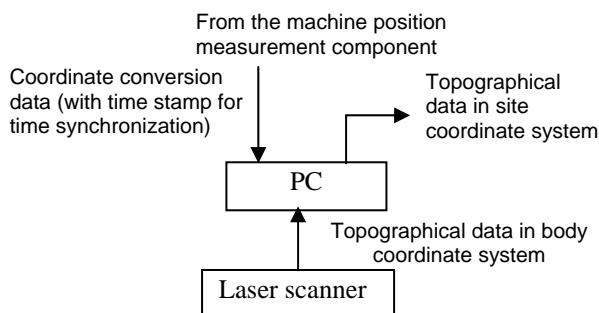 From the machine position
measurement component
Coordinate conversion
data (with time stamp for
time synchronization)
Topographical
data in site
coordinate system
PC
Topographical data in body
coordinate system
Laser scanner